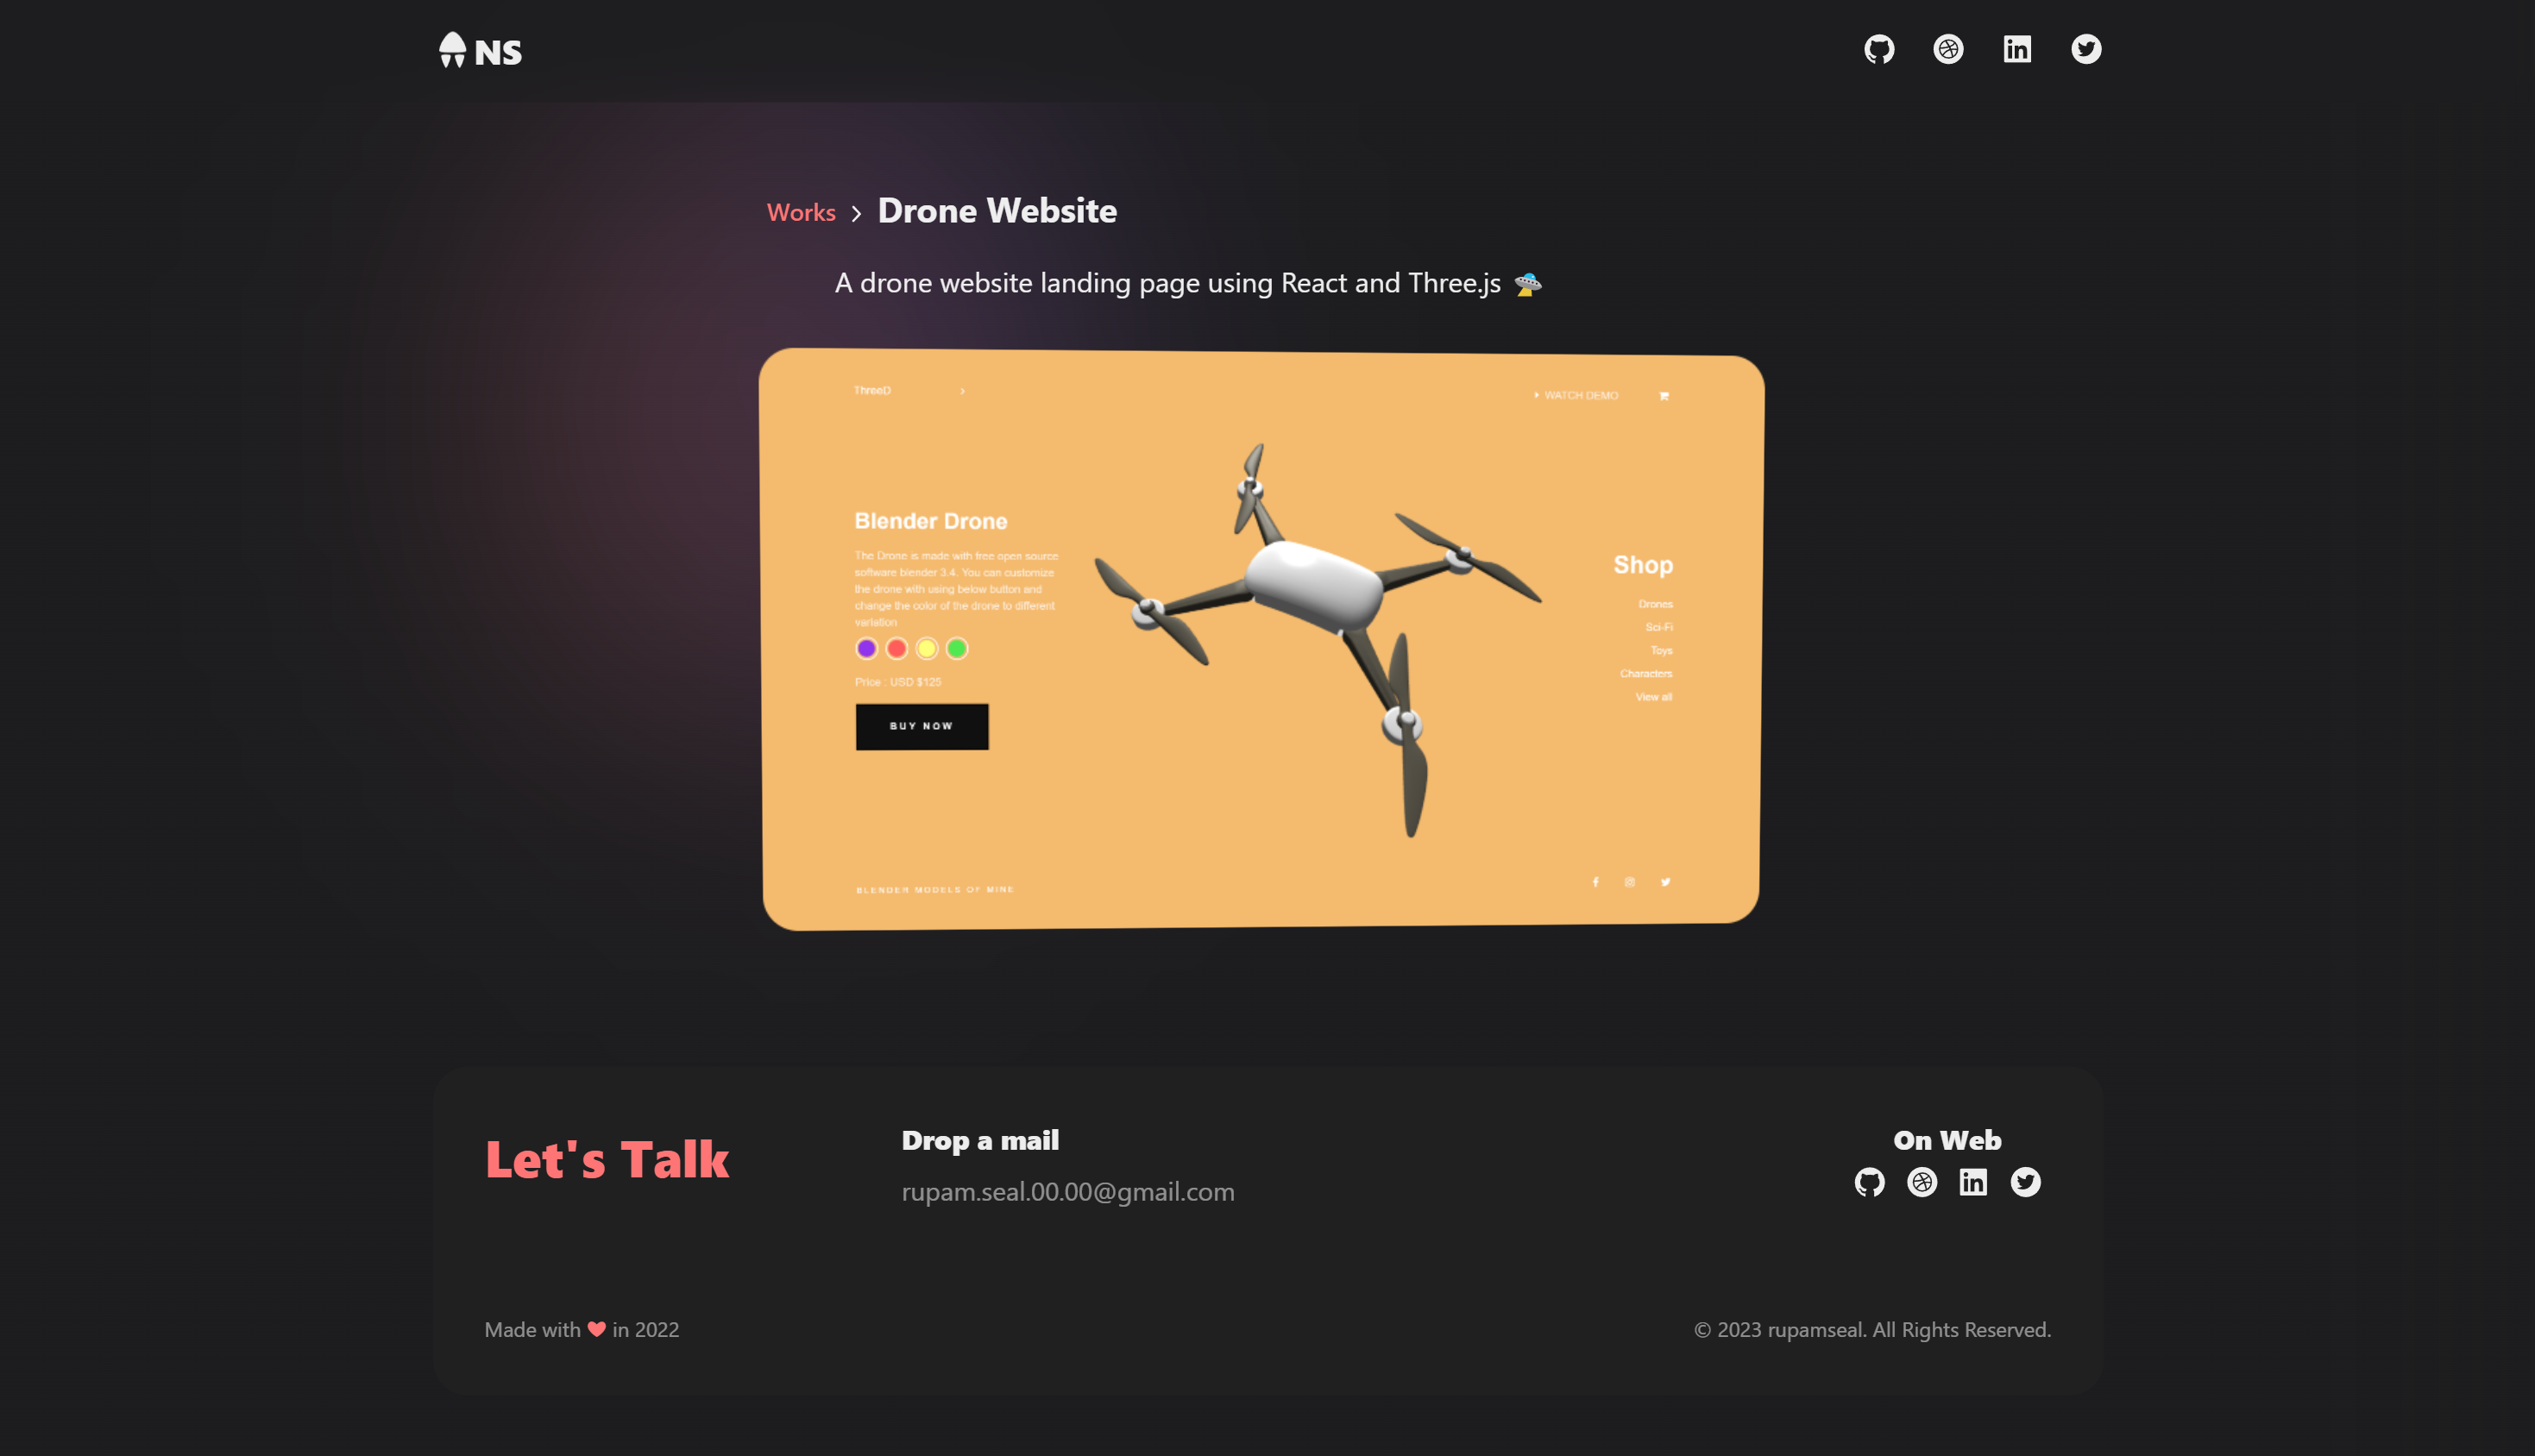 NS
Works > Drone Website
A drone website landing page using React and Three.js 🛸
ThreeD
WATCH DEMO
Blender Drone
The Drone is made with free open source
software blender 3.4. You can customize
the drone with using below button and
change the color of the drone to different
variation
Price : USD $125
BUY NOW
Shop
Drones
Sci-Fi
Toys
Characters
View all
BLENDER MODELS OF MINE
Let's Talk
Drop a mail
rupam.seal.00.00@gmail.com
On Web
Made with ❤ in 2022
© 2023 rupamseal. All Rights Reserved.